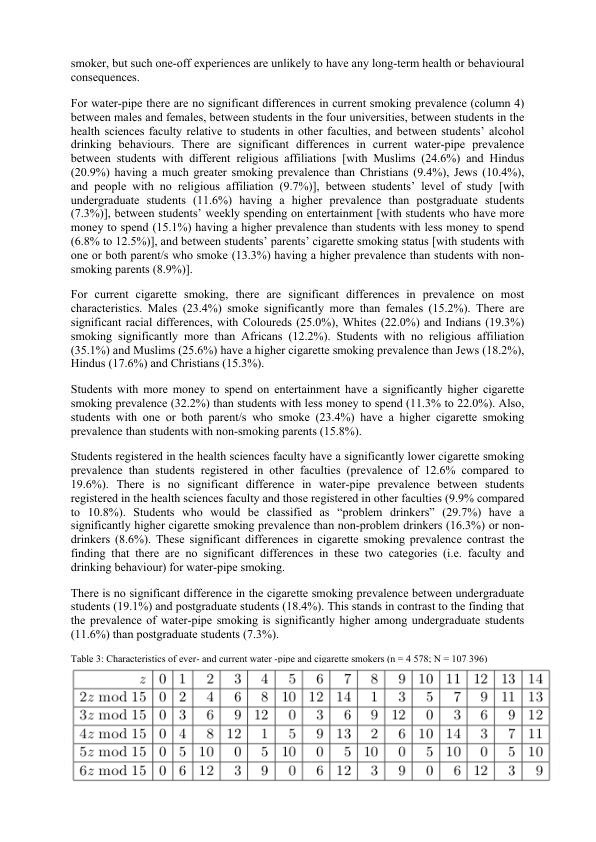 smoker, but such one-off experiences are unlikely to have any long-term health or behavioural
consequences.
For water-pipe there are no significant differences in current smoking prevalence (column 4)
between males and females, between students in the four universities, between students in the
health sciences faculty relative to students in other faculties, and between students' alcohol
drinking behaviours. There are significant differences in current water-pipe prevalence
between students with different religious affiliations [with Muslims (24.6%) and Hindus
(20.9%) having a much greater smoking prevalence than Christians (9.4%), Jews (10.4%),
and people with no religious affiliation (9.7%)], between students' level of study [with
undergraduate students (11.6%) having a higher prevalence than postgraduate students
(7.3%)], between students' weekly spending on entertainment [with students who have more
money to spend (15.1%) having a higher prevalence than students with less money to spend
(6.8% to 12.5%)], and between students' parents' cigarette smoking status [with students with
one or both parent/s who smoke (13.3%) having a higher prevalence than students with non-
smoking parents (8.9%)].
For current cigarette smoking, there are significant differences in prevalence on most
characteristics. Males (23.4%) smoke significantly more than females (15.2%). There are
significant racial differences, with Coloureds (25.0%), Whites (22.0%) and Indians (19.3%)
smoking significantly more than Africans (12.2%). Students with no religious affiliation
(35.1%) and Muslims (25.6%) have a higher cigarette smoking prevalence than Jews (18.2%),
Hindus (17.6%) and Christians (15.3%).
Students with more money to spend on entertainment have a significantly higher cigarette
smoking prevalence (32.2%) than students with less money to spend (11.3% to 22.0%). Also,
students with one or both parent/s who smoke (23.4%) have a higher cigarette smoking
prevalence than students with non-smoking parents (15.8%).
Students registered in the health sciences faculty have a significantly lower cigarette smoking
prevalence than students registered in other faculties (prevalence of 12.6% compared to
19.6%). There is no significant difference in water-pipe prevalence between students
registered in the health sciences faculty and those registered in other faculties (9.9% compared
to 10.8%). Students who would be classified as “problem drinkers” (29.7%) have a
significantly higher cigarette smoking prevalence than non-problem drinkers (16.3%) or non-
drinkers (8.6%). These significant differences in cigarette smoking prevalence contrast the
finding that there are no significant differences in these two categories (i.e. faculty and
drinking behaviour) for water-pipe smoking.
There is no significant difference in the cigarette smoking prevalence between undergraduate
students (19.1%) and postgraduate students (18.4%). This stands in contrast to the finding that
the prevalence of water-pipe smoking is significantly higher among undergraduate students
(11.6%) than postgraduate students (7.3%).
Table 3: Characteristics of ever- and current water -pipe and cigarette smokers (n = 4 578; N = 107 396)
z 0 1 2 3 4 5 6 7 8 9 10 11 12 13 14
2z mod 15 0 2 4 6 8 10 12 14 1 3 5 7 9 11 13
3z mod 15 0 3 6 9 12 0 3 6 9 12 0 3 6 9 12
4z mod 15 0 4 8 12 1 5 9 13 2 6 10 14 3 7 11
5z mod 15 0 5 10 0 5 10 0 5 10 0 5 10 0 5 10
6z mod 15 0 6 12 3 9 0 6 12 3 9 0 6 12 3 9